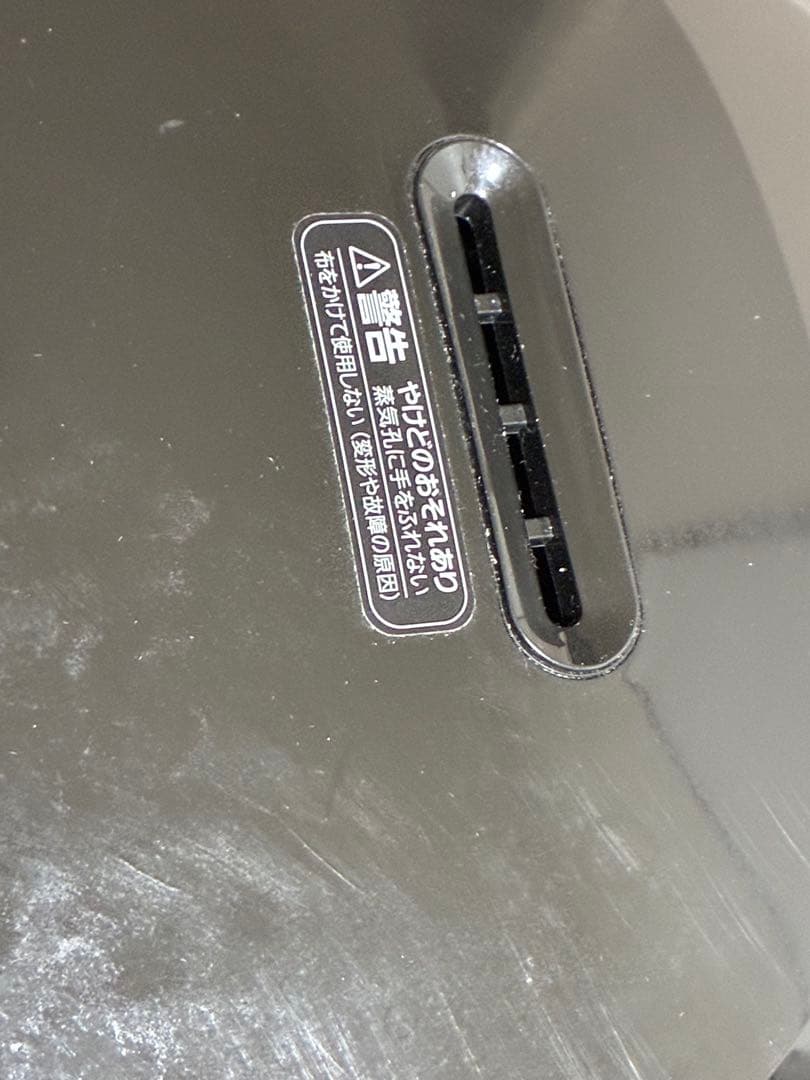 ⚠警告
やけどのおそれあり
蒸気孔に手をふれない
布をかけて使用しない（変形や故障の原因）